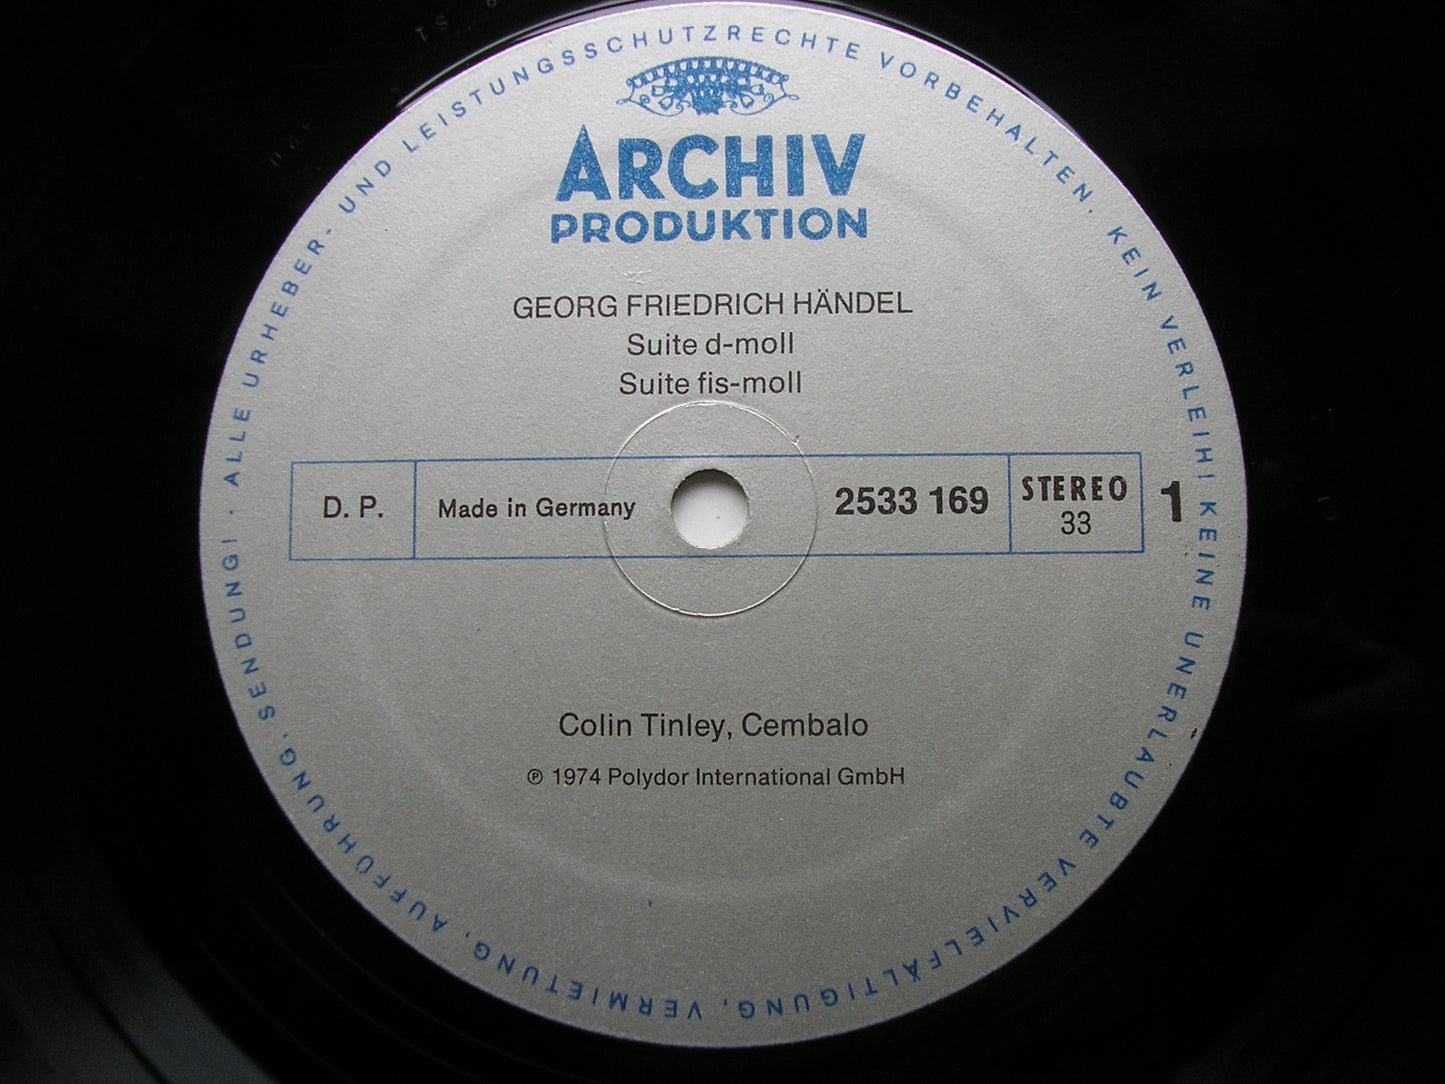 ALLE URHEBER- UND LEISTUNGSSCHUTZRECHTE VORBEHALTEN. KEIN VERLEIH! KEINE UNERLAUBTE VERVIELFÄLTIGUNG, VERMIETUNG, AUFFÜHRUNG, SENDUNG! ·
ARCHIV
PRODUKTION
GEORG FRIEDRICH HÄNDEL
Suite d-moll
Suite fis-moll
D. P. Made in Germany 2533 169 STEREO 1
33
Colin Tinley, Cembalo
℗ 1974 Polydor International GmbH